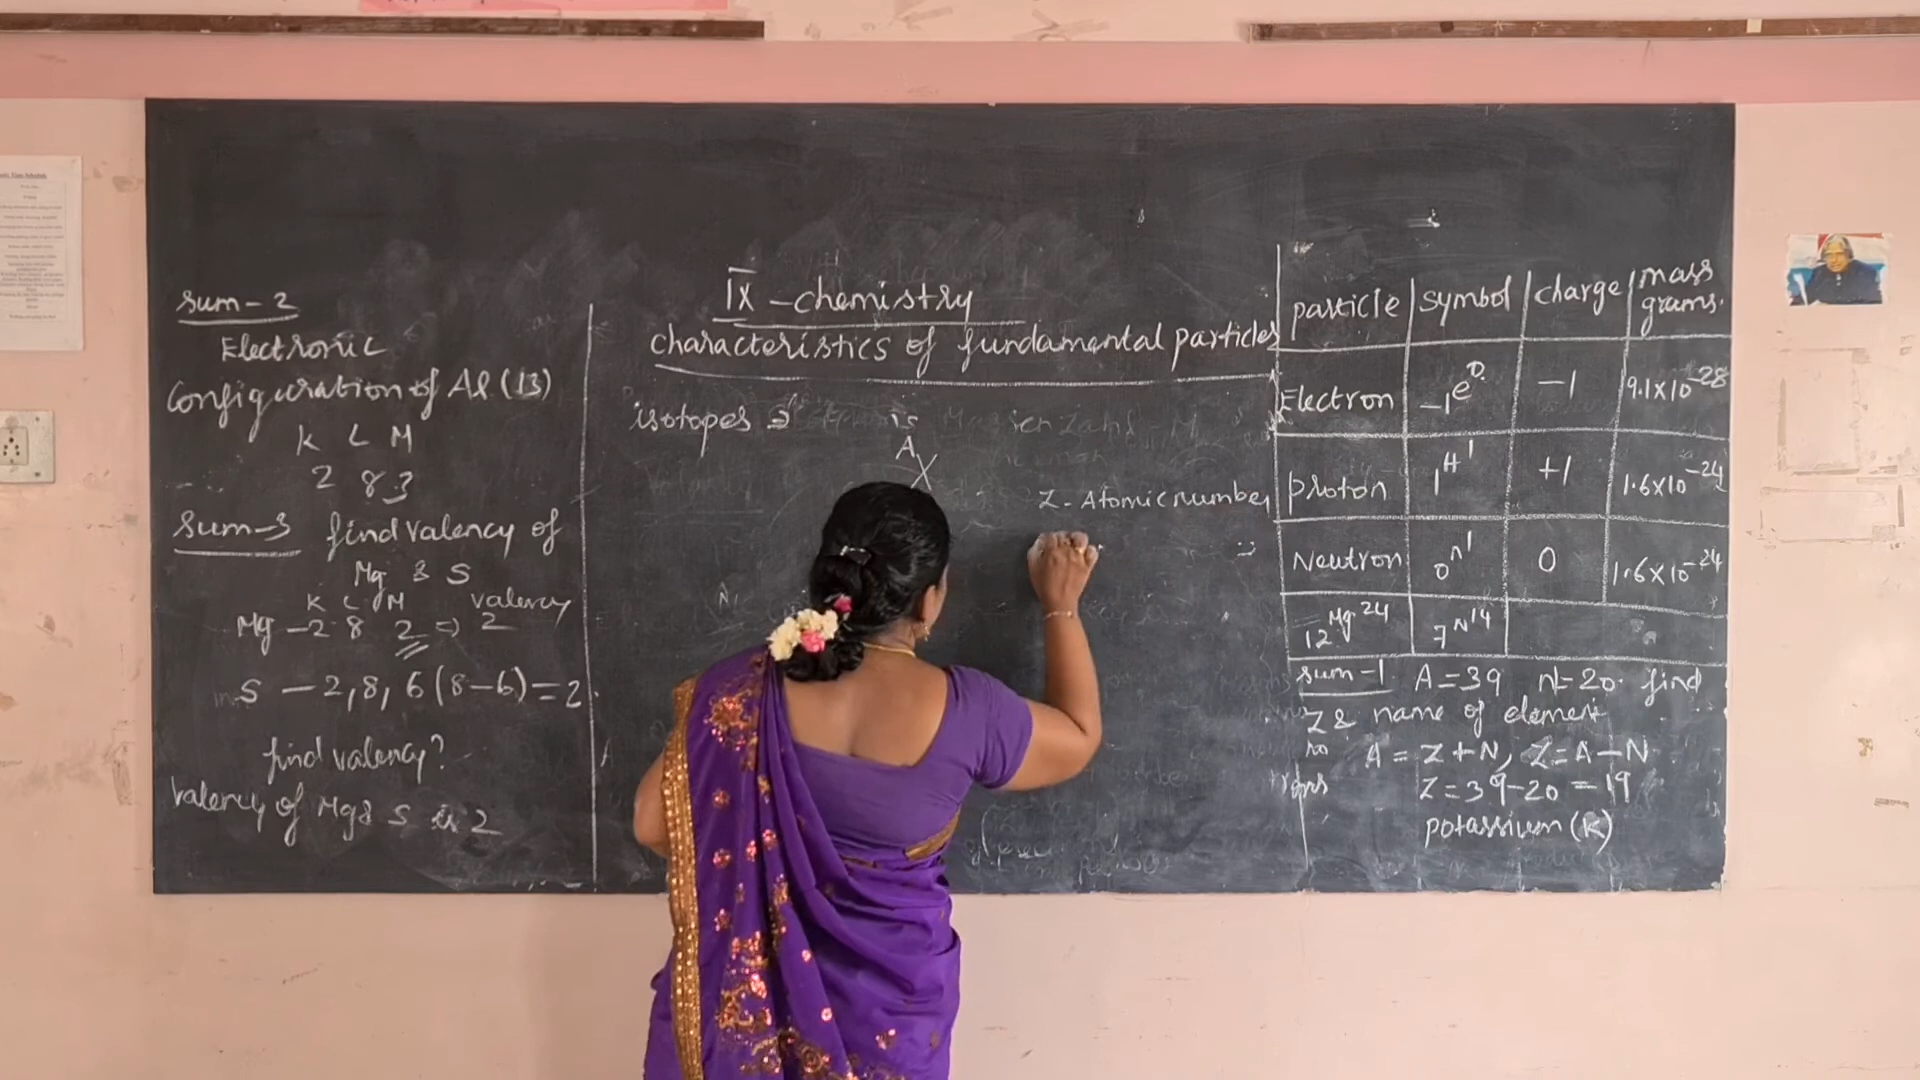 sum-2
Electronic
Configuration of Al (13)
K L M
2 8 3
sum-3 find valency of
Mg & S
K L M valency
Mg - 2 8 2 => 2
S - 2, 8, 6 (8-6) = 2
find valency?
Valency of Mg & S is 2
IX - chemistry
characteristics of fundamental particles
isotopes
A
X
Z - Atomic number
particle symbol charge mass grams.
Electron -1e0 -1 9.1x10-28
proton 1H1 +1 1.6x10-24
Neutron 0n1 0 1.6x10-24
12Mg24 7N14
sum-1 A=39 n=20. find
Z & name of element
A = Z + N, Z = A - N
Z = 39-20 = 19
potassium (K)